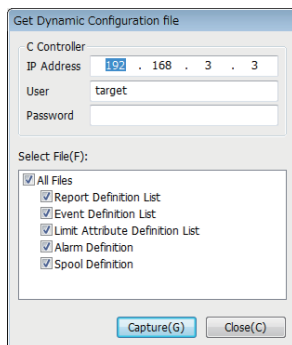 Get Dynamic Configuration file
C Controller
IP Address 192 . 168 . 3 . 3
User target
Password
Select File(F):
All Files
Report Definition List
Event Definition List
Limit Attribute Definition List
Alarm Definition
Spool Definition
Capture(G) Close(C)